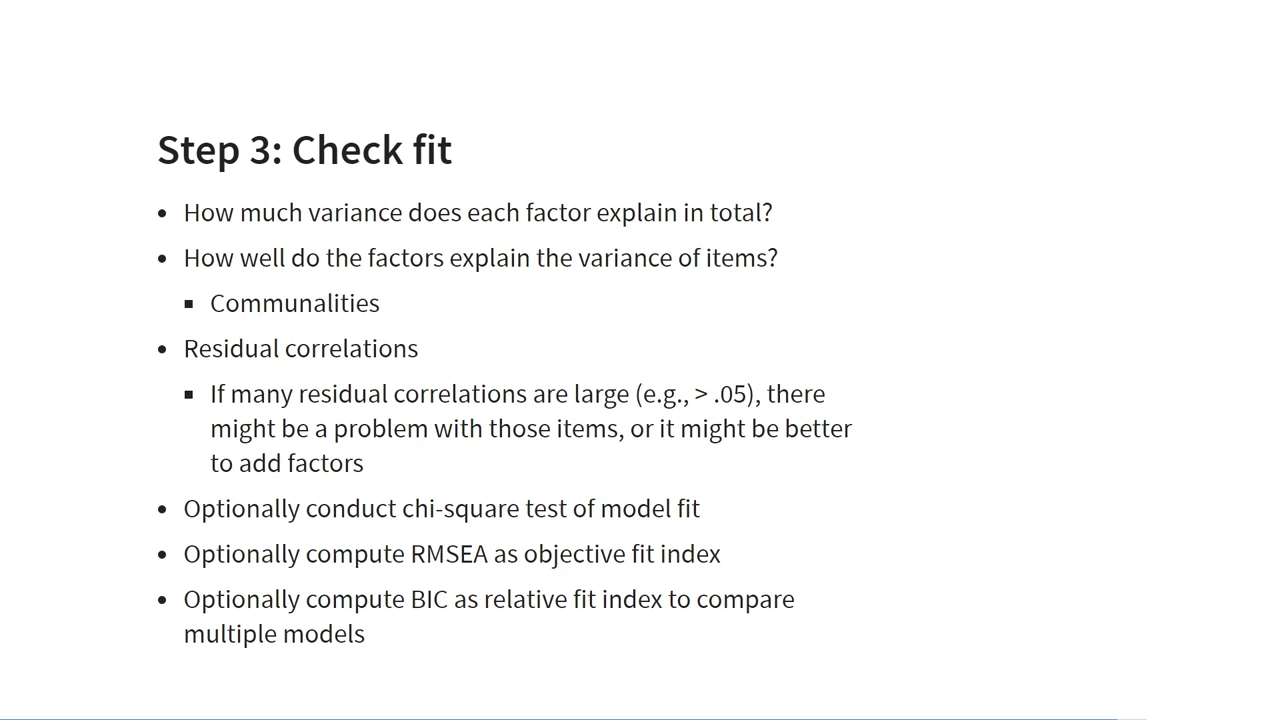 Step 3: Check fit
• How much variance does each factor explain in total?
• How well do the factors explain the variance of items?
▪ Communalities
• Residual correlations
▪ If many residual correlations are large (e.g., > .05), there
might be a problem with those items, or it might be better
to add factors
• Optionally conduct chi-square test of model fit
• Optionally compute RMSEA as objective fit index
• Optionally compute BIC as relative fit index to compare
multiple models